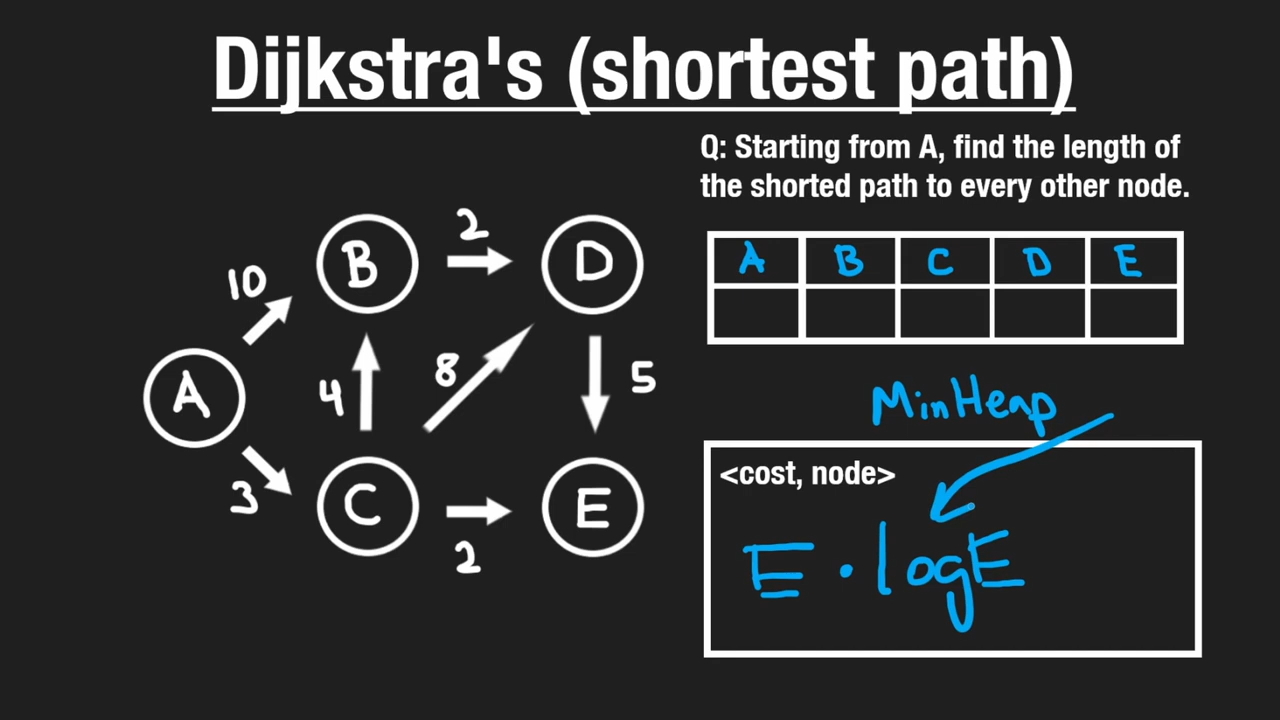 Dijkstra's (shortest path)
Q: Starting from A, find the length of
the shorted path to every other node.
A B C D E
10
B
2
D
A
4
8
5
3
C
2
E
MinHeap
<cost, node>
E · logE